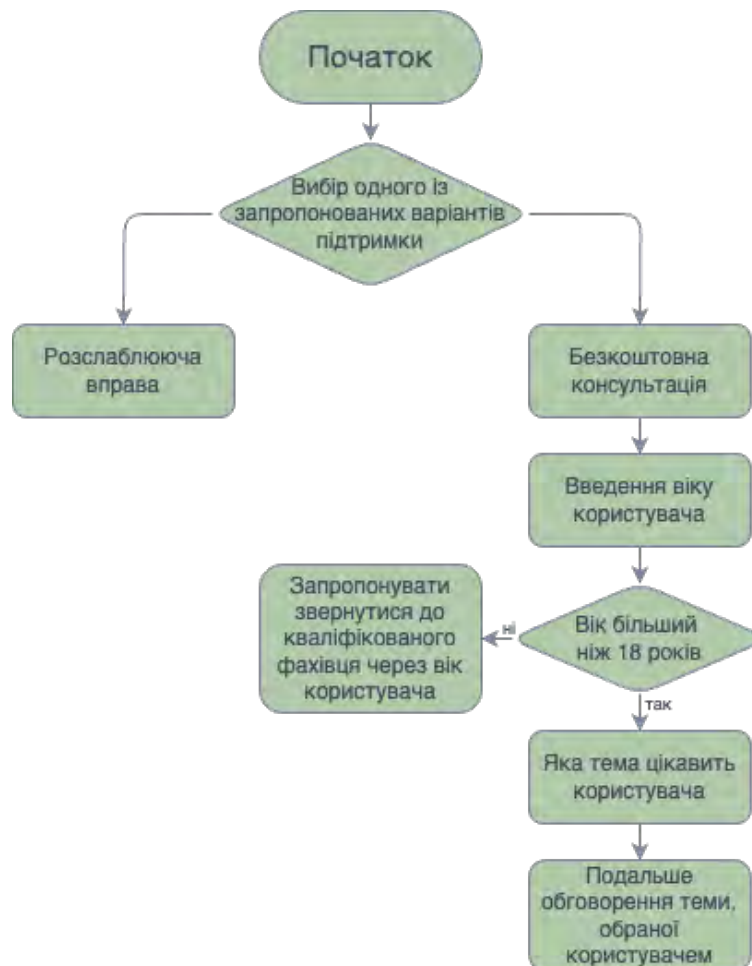 Початок
Вибір одного із
запропонованих варіантів
підтримки
Розслаблююча
вправа
Безкоштовна
консультація
Введення віку
користувача
Запропонувати
звернутися до
кваліфікованого
фахівця через вік
користувача
ні
Вік більший
ніж 18 років
так
Яка тема цікавить
користувача
Подальше
обговорення теми,
обраної
користувачем